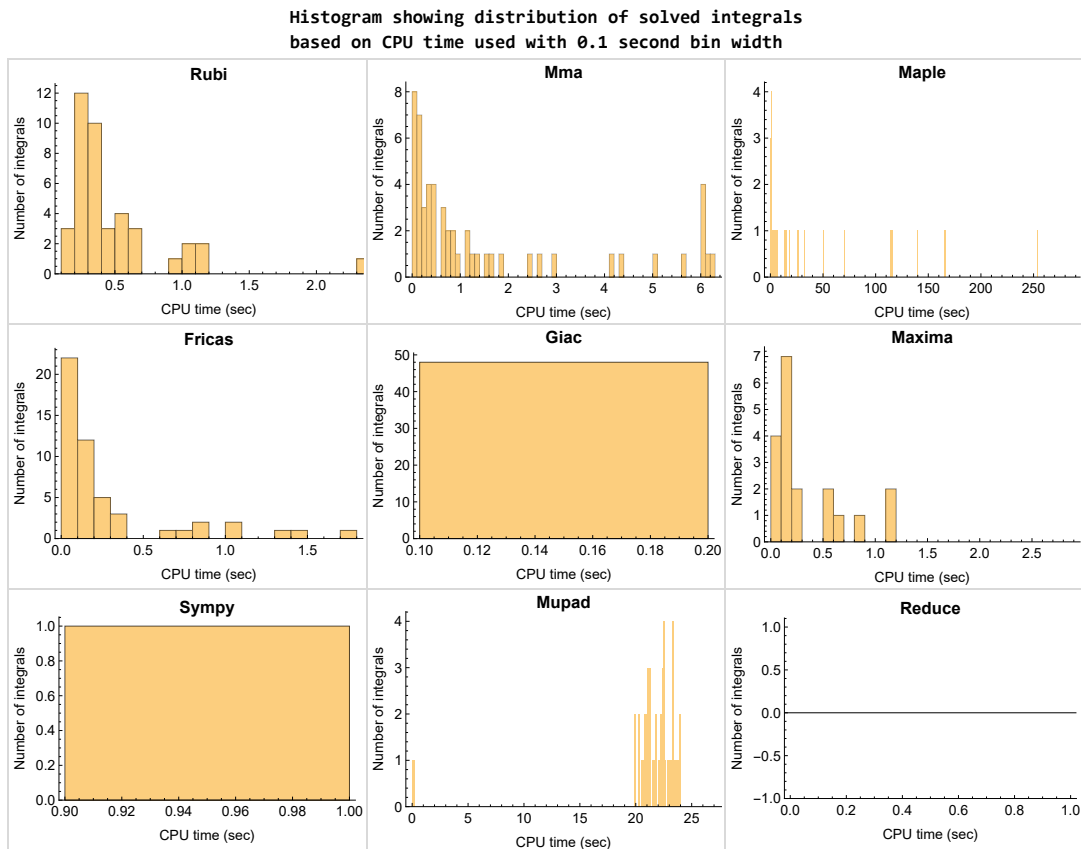 Histogram showing distribution of solved integrals
based on CPU time used with 0.1 second bin width
Rubi
Number of integrals
0 2 4 6 8 10 12
0.5 1.0 1.5 2.0
CPU time (sec)
Mma
Number of integrals
0 2 4 6 8
0 1 2 3 4 5 6
CPU time (sec)
Maple
Number of integrals
0 1 2 3 4
0 50 100 150 200 250
CPU time (sec)
Fricas
Number of integrals
0 5 10 15 20
0.0 0.5 1.0 1.5
CPU time (sec)
Giac
Number of integrals
0 10 20 30 40 50
0.10 0.12 0.14 0.16 0.18 0.20
CPU time (sec)
Maxima
Number of integrals
0 1 2 3 4 5 6 7
0.0 0.5 1.0 1.5 2.0 2.5
CPU time (sec)
Sympy
Number of integrals
0.0 0.2 0.4 0.6 0.8 1.0
0.90 0.92 0.94 0.96 0.98 1.00
CPU time (sec)
Mupad
Number of integrals
0 1 2 3 4
0 5 10 15 20 25
CPU time (sec)
Reduce
Number of integrals
−1.0 −0.5 0.0 0.5 1.0
0.0 0.2 0.4 0.6 0.8 1.0
CPU time (sec)